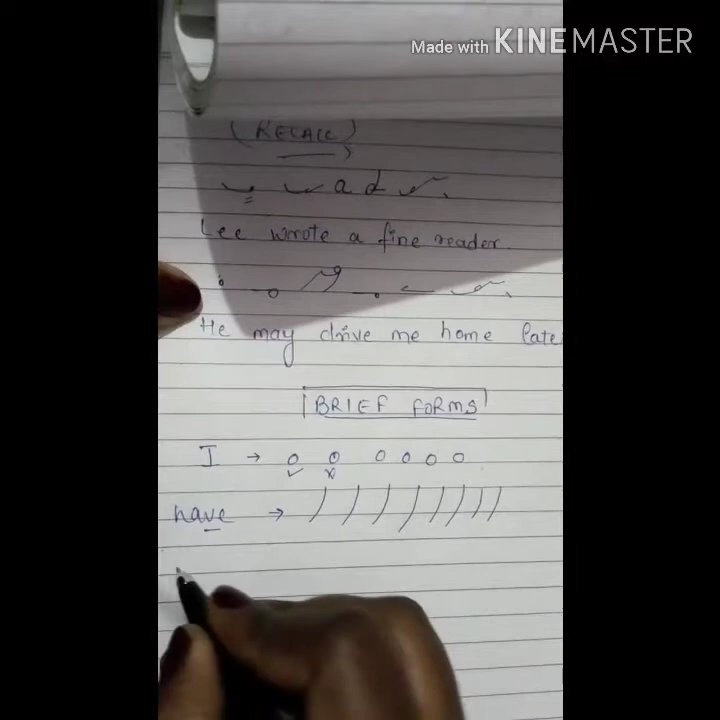 Made with KINEMASTER
(RECALL)
a d
Lee wrote a fine reader.
He may drive me home late
BRIEF FORMS
I →
have →